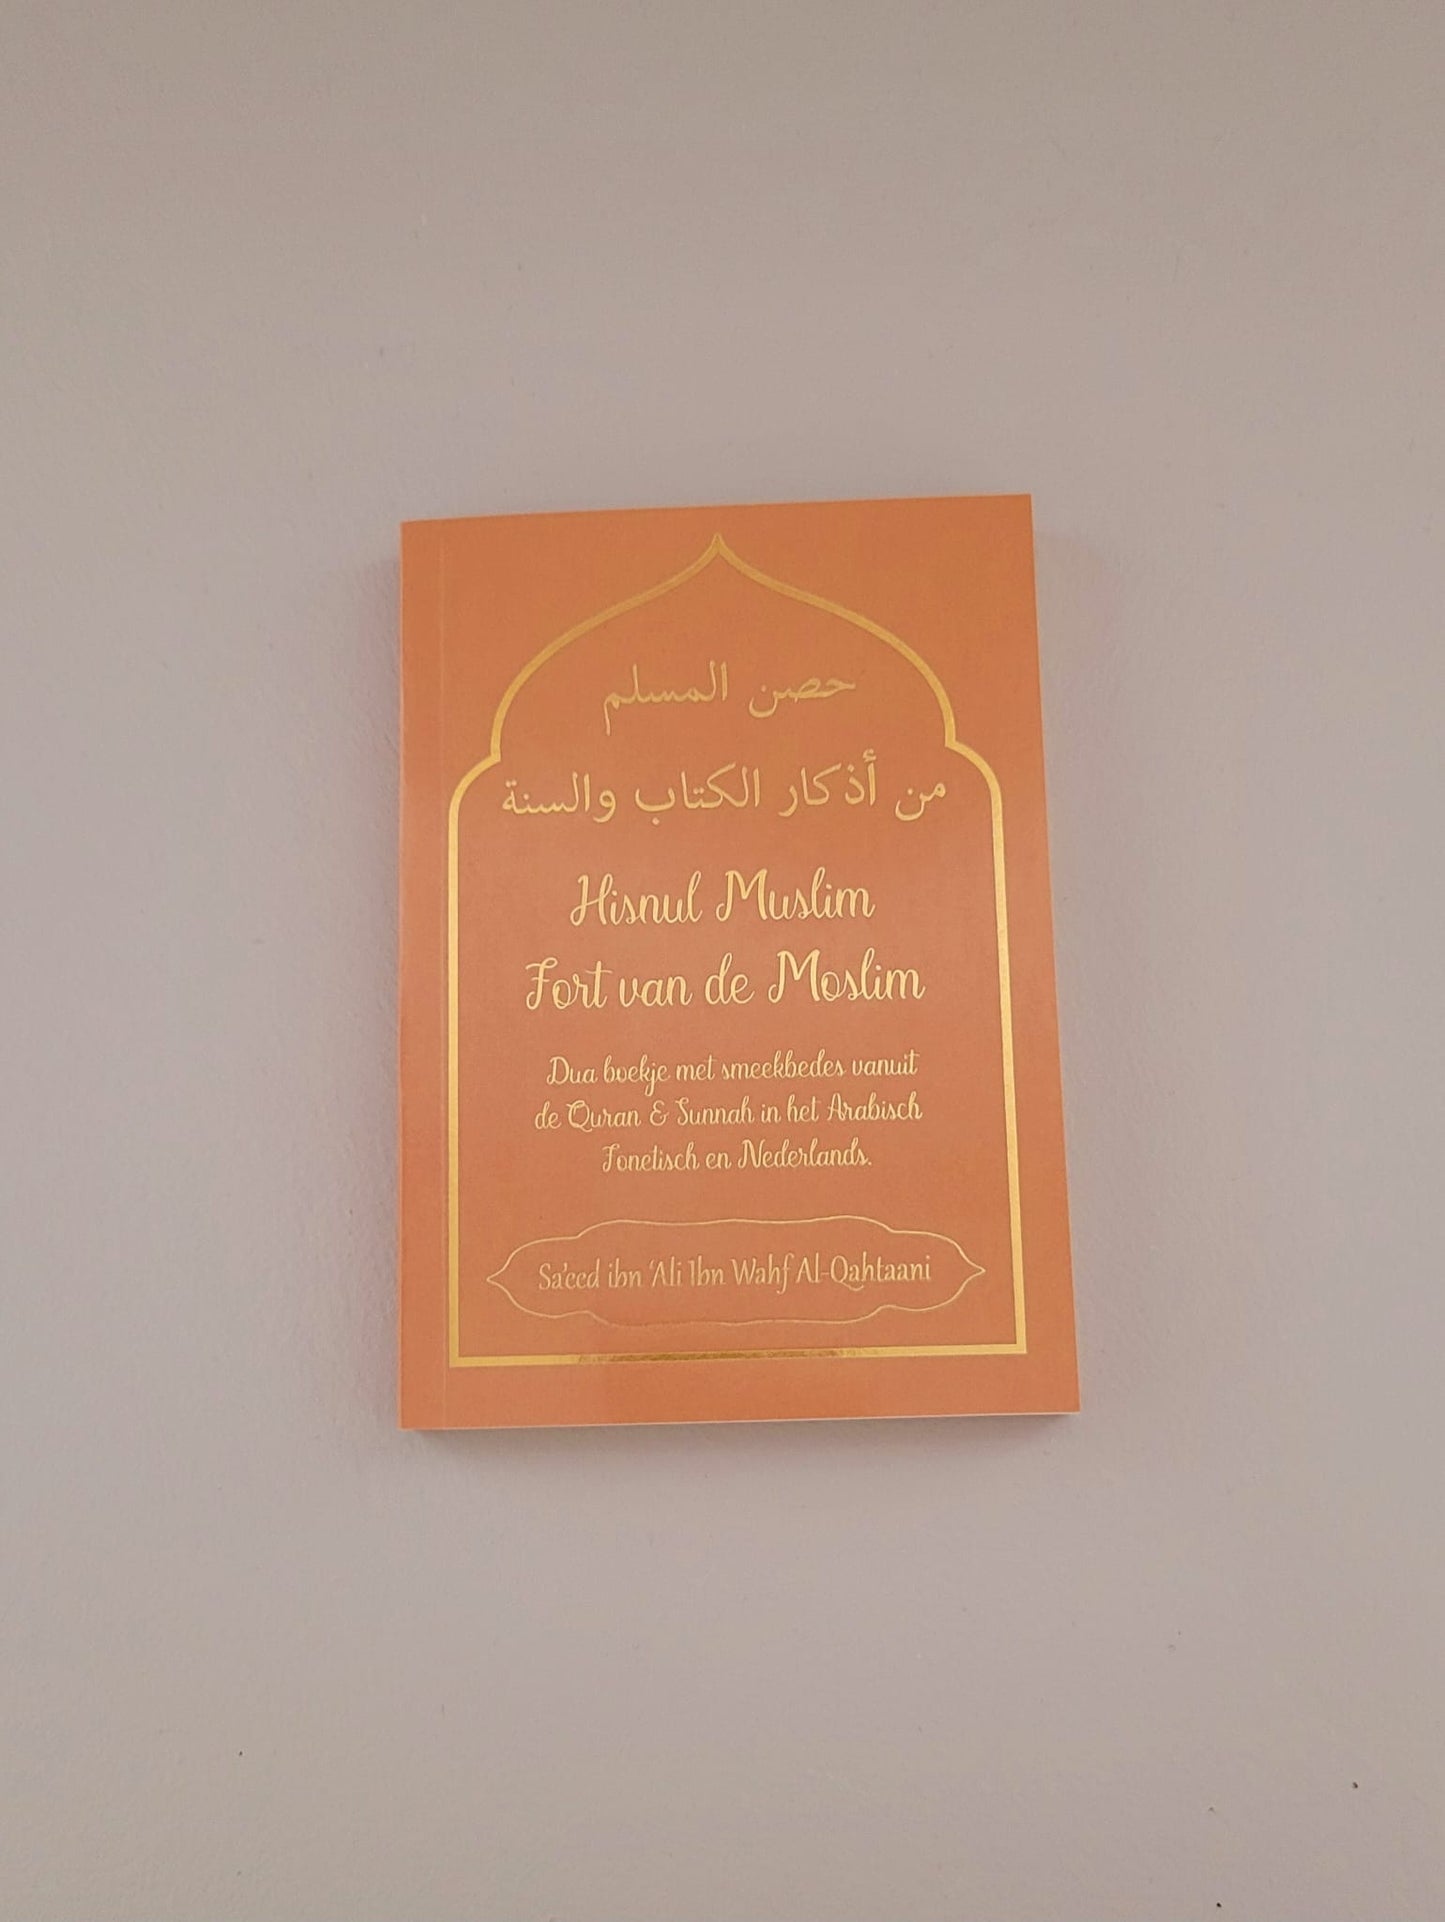 حصن المسلم
من أذكار الكتاب والسنة
Hisnul Muslim
Fort van de Moslim
Dua boekje met smeekbedes vanuit
de Quran & Sunnah in het Arabisch
Fonetisch en Nederlands.
Sa'eed ibn 'Ali Ibn Wahf Al-Qahtaani